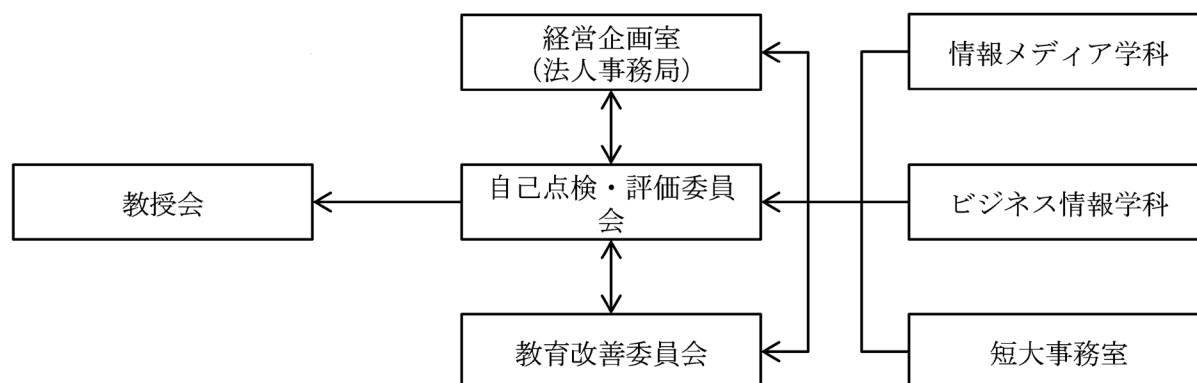 経営企画室
(法人事務局)
情報メディア学科
教授会
自己点検・評価委員
会
ビジネス情報学科
教育改善委員会
短大事務室